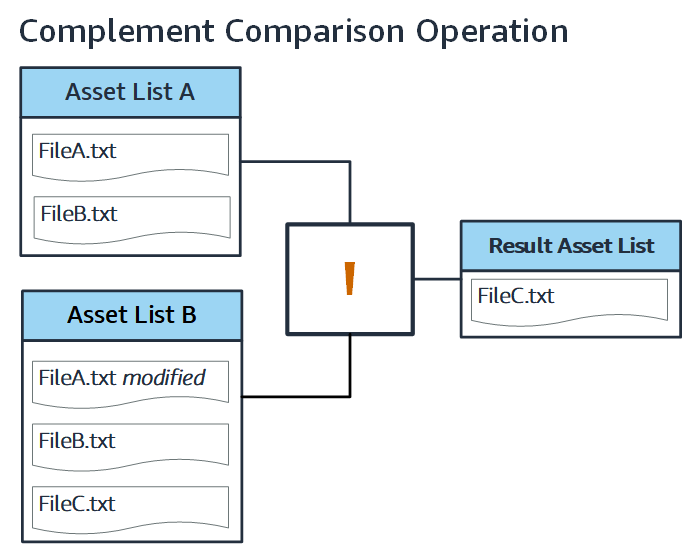 Complement Comparison Operation
Asset List A
FileA.txt
FileB.txt
!
Result Asset List
FileC.txt
Asset List B
FileA.txt modified
FileB.txt
FileC.txt